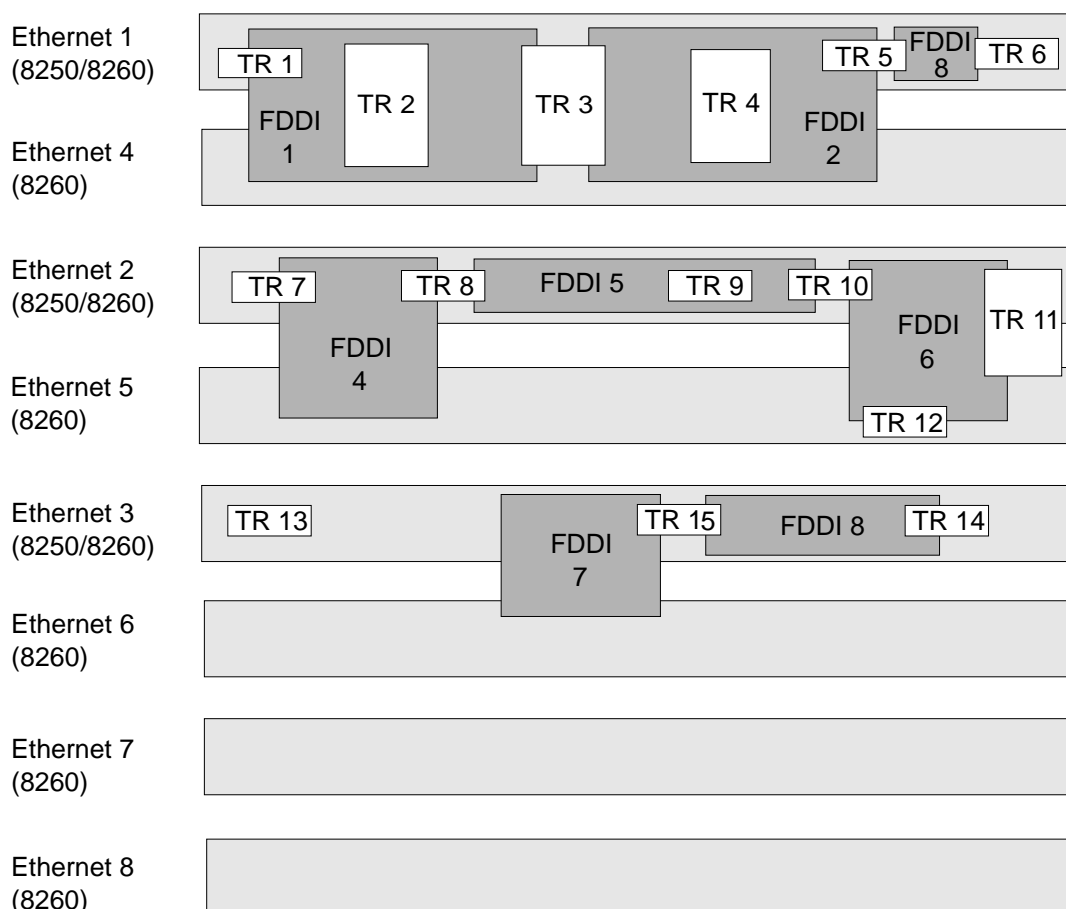 Ethernet 1
(8250/8260)
TR 1
TR 2
TR 3
TR 4
TR 5
FDDI
8
TR 6
FDDI
1
FDDI
2
Ethernet 4
(8260)
Ethernet 2
(8250/8260)
TR 7
TR 8
FDDI 5
TR 9
TR 10
TR 11
FDDI
4
FDDI
6
Ethernet 5
(8260)
TR 12
Ethernet 3
(8250/8260)
TR 13
TR 15
FDDI 8
TR 14
FDDI
7
Ethernet 6
(8260)
Ethernet 7
(8260)
Ethernet 8
(8260)